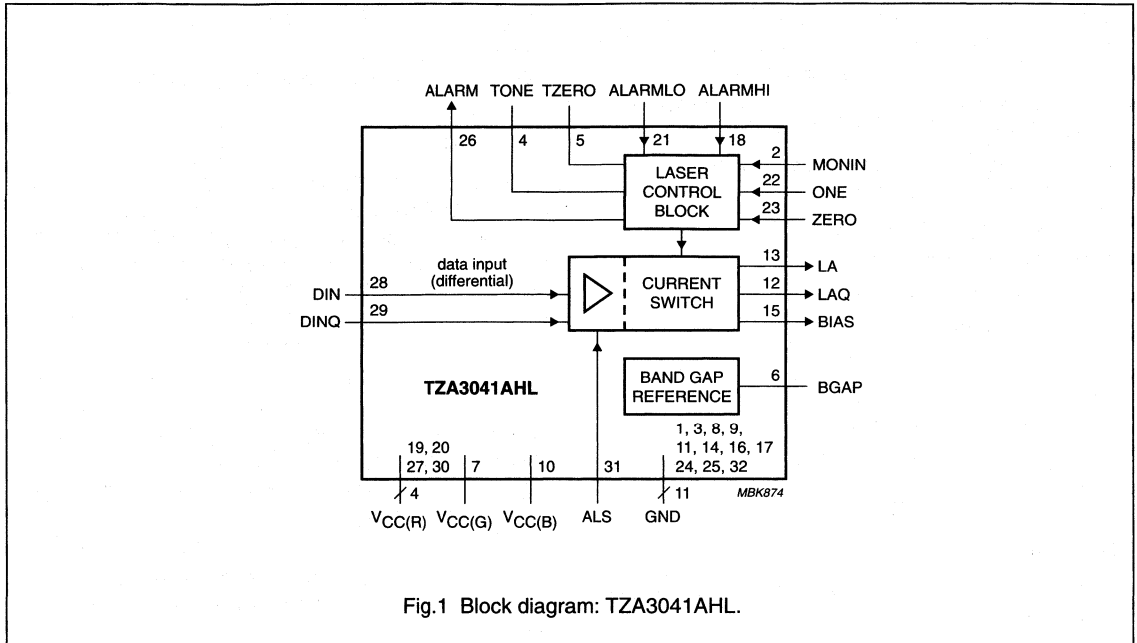 ALARM TONE TZERO ALARMLO ALARMHI
26 4 5 21 18
2 MONIN
LASER
CONTROL
BLOCK
22 ONE
23 ZERO
data input
(differential)
DIN 28
DINQ 29
CURRENT
SWITCH
13 LA
12 LAQ
15 BIAS
TZA3041AHL
BAND GAP
REFERENCE
6 BGAP
19, 20
27, 30 7 10 31
1, 3, 8, 9,
11, 14, 16, 17
24, 25, 32
4 11 MBK874
VCC(R) VCC(G) VCC(B) ALS GND
Fig.1 Block diagram: TZA3041AHL.